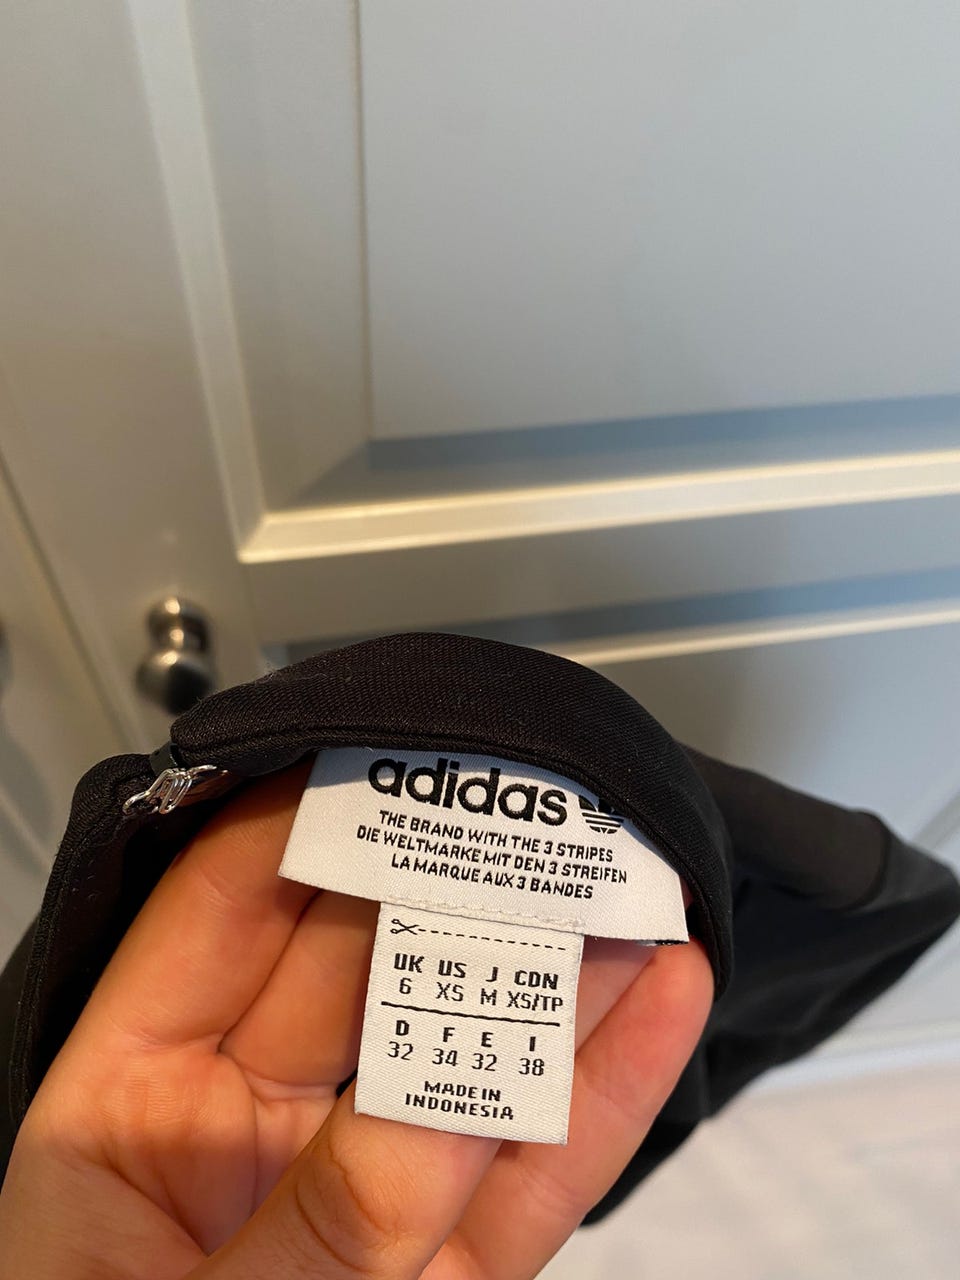 adidas
THE BRAND WITH THE 3 STRIPES
DIE WELTMARKE MIT DEN 3 STREIFEN
LA MARQUE AUX 3 BANDES
UK US J CDN
6 XS M XS/TP
D F E I
32 34 32 38
MADE IN
INDONESIA